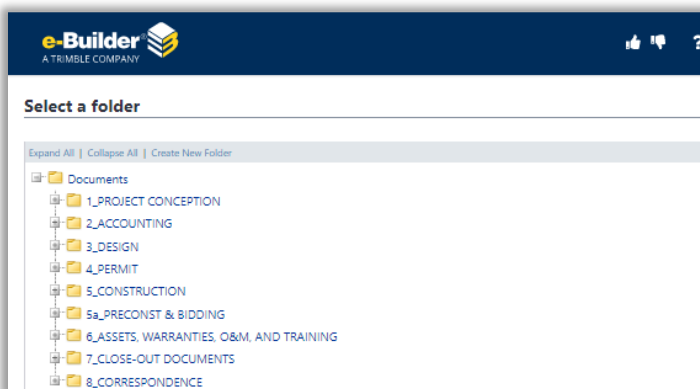 e-Builder®
A TRIMBLE COMPANY
?
Select a folder
Expand All | Collapse All | Create New Folder
Documents
1_PROJECT CONCEPTION
2_ACCOUNTING
3_DESIGN
4_PERMIT
5_CONSTRUCTION
5a_PRECONST & BIDDING
6_ASSETS, WARRANTIES, O&M, AND TRAINING
7_CLOSE-OUT DOCUMENTS
8_CORRESPONDENCE